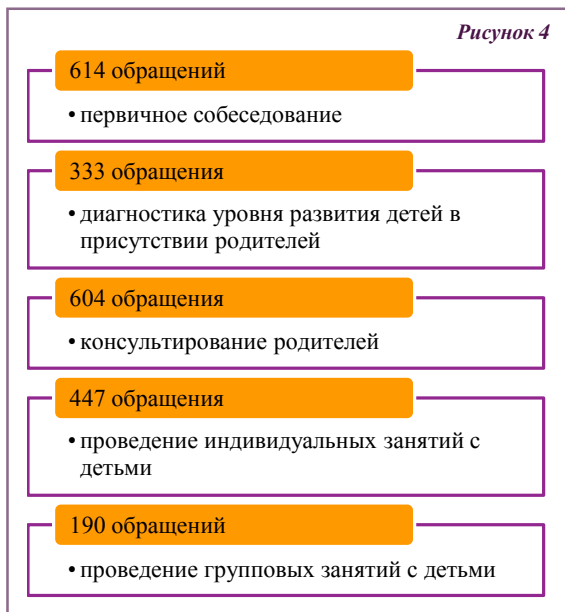 Рисунок 4
614 обращений
• первичное собеседование
333 обращения
• диагностика уровня развития детей в
присутствии родителей
604 обращения
• консультирование родителей
447 обращения
• проведение индивидуальных занятий с
детьми
190 обращений
• проведение групповых занятий с детьми